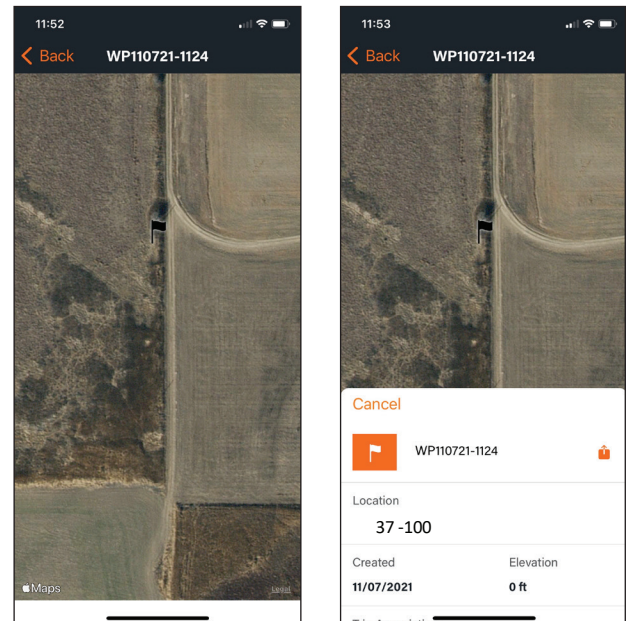 11:52
Back WP110721-1124
Maps
Legal
11:53
Back WP110721-1124
Cancel
WP110721-1124
Location
37 -100
Created Elevation
11/07/2021 0 ft